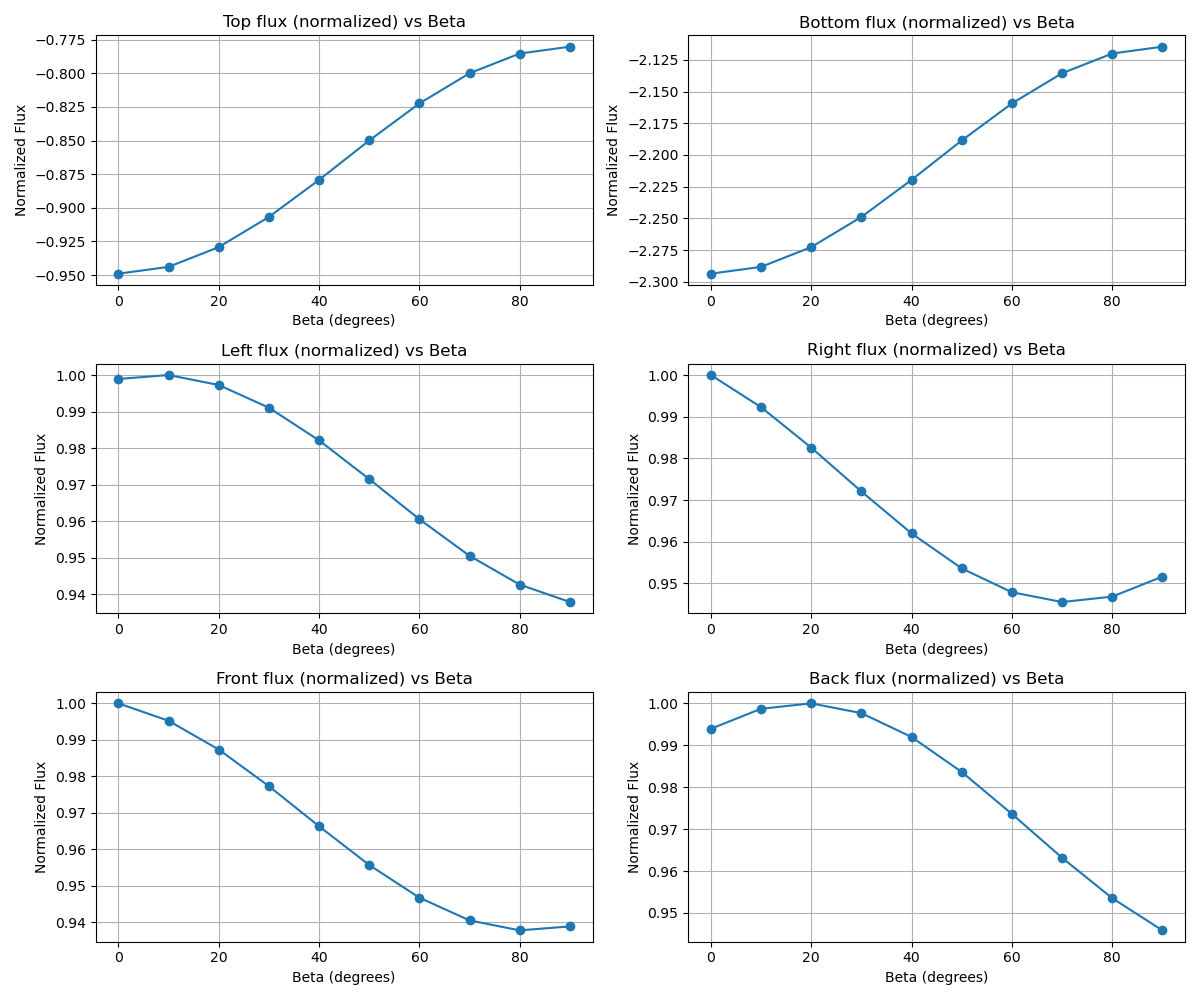 Top flux (normalized) vs Beta
Normalized Flux
−0.775
−0.800
−0.825
−0.850
−0.875
−0.900
−0.925
−0.950
0 20 40 60 80
Beta (degrees)
Bottom flux (normalized) vs Beta
Normalized Flux
−2.125
−2.150
−2.175
−2.200
−2.225
−2.250
−2.275
−2.300
0 20 40 60 80
Beta (degrees)
Left flux (normalized) vs Beta
Normalized Flux
1.00
0.99
0.98
0.97
0.96
0.95
0.94
0 20 40 60 80
Beta (degrees)
Right flux (normalized) vs Beta
Normalized Flux
1.00
0.99
0.98
0.97
0.96
0.95
0 20 40 60 80
Beta (degrees)
Front flux (normalized) vs Beta
Normalized Flux
1.00
0.99
0.98
0.97
0.96
0.95
0.94
0 20 40 60 80
Beta (degrees)
Back flux (normalized) vs Beta
Normalized Flux
1.00
0.99
0.98
0.97
0.96
0.95
0 20 40 60 80
Beta (degrees)